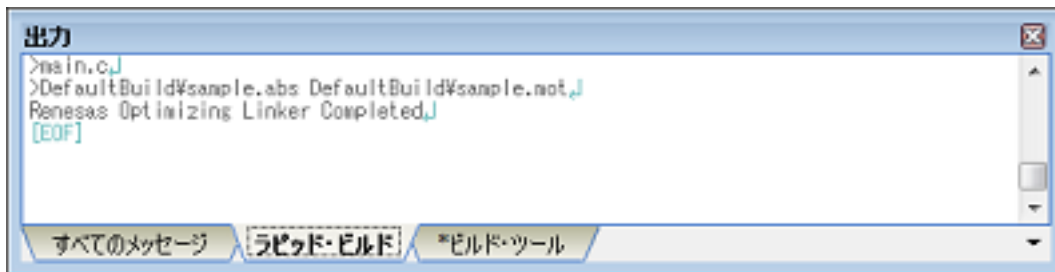 出力
>main.c↲
>DefaultBuild¥sample.abs DefaultBuild¥sample.mot↲
Renesas Optimizing Linker Completed↲
[EOF]
すべてのメッセージ ラピッド・ビルド *ビルド・ツール